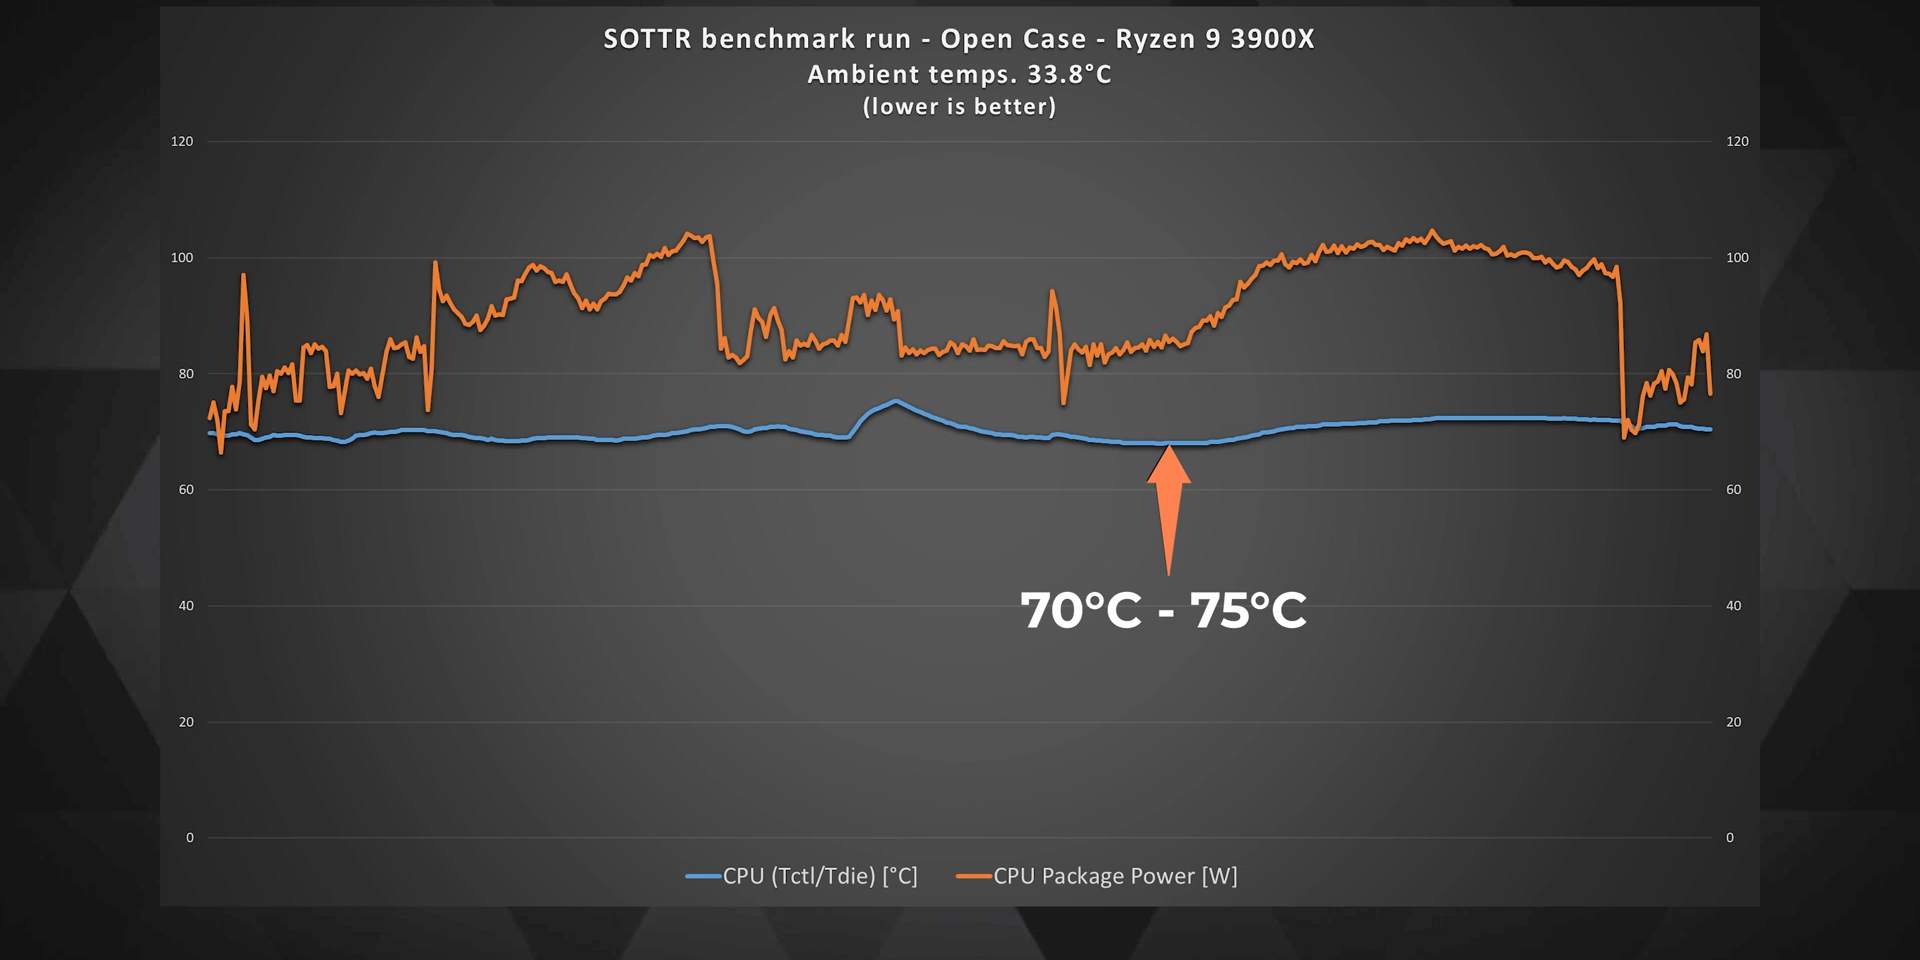 SOTTR benchmark run - Open Case - Ryzen 9 3900X
Ambient temps. 33.8°C
(lower is better)
120 120
100 100
80 80
60 60
70°C - 75°C
40 40
20 20
0 0
CPU (Tctl/Tdie) [°C] CPU Package Power [W]